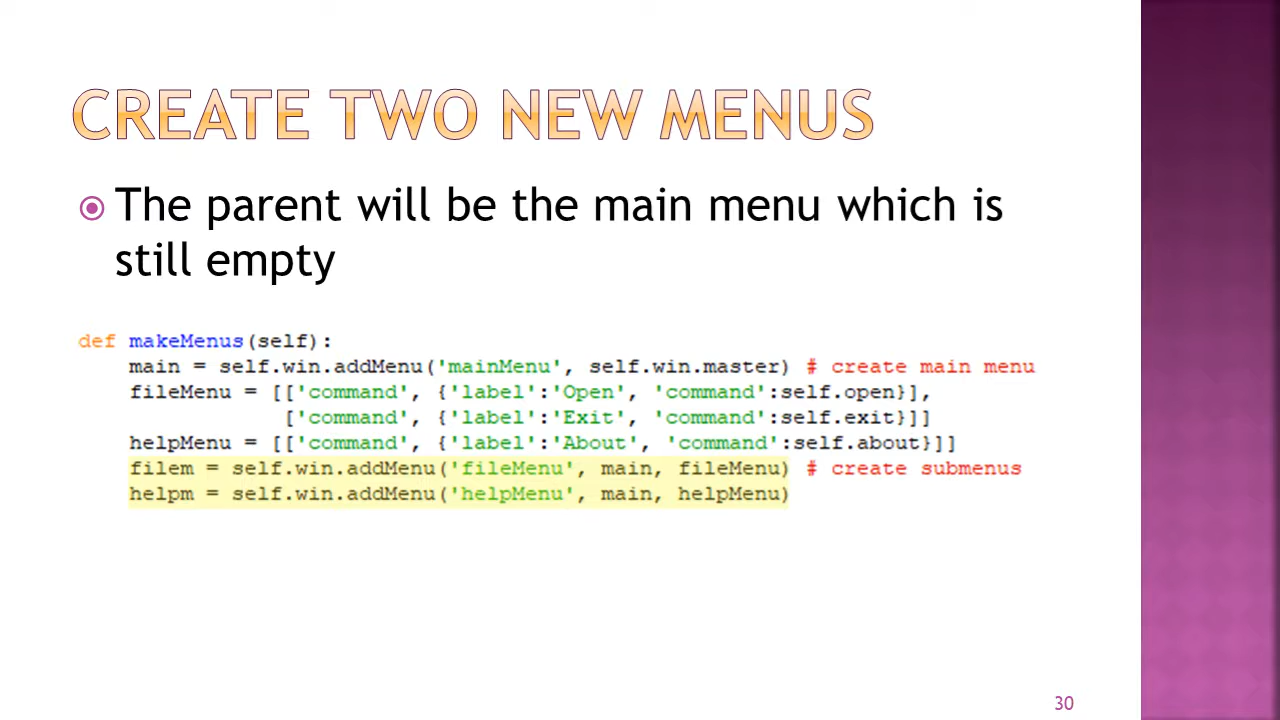 CREATE TWO NEW MENUS
The parent will be the main menu which is
still empty
def makeMenus(self):
    main = self.win.addMenu('mainMenu', self.win.master) # create main menu
    fileMenu = [['command', {'label':'Open', 'command':self.open}],
                ['command', {'label':'Exit', 'command':self.exit}]]
    helpMenu = [['command', {'label':'About', 'command':self.about}]]
    filem = self.win.addMenu('fileMenu', main, fileMenu) # create submenus
    helpm = self.win.addMenu('helpMenu', main, helpMenu)
30